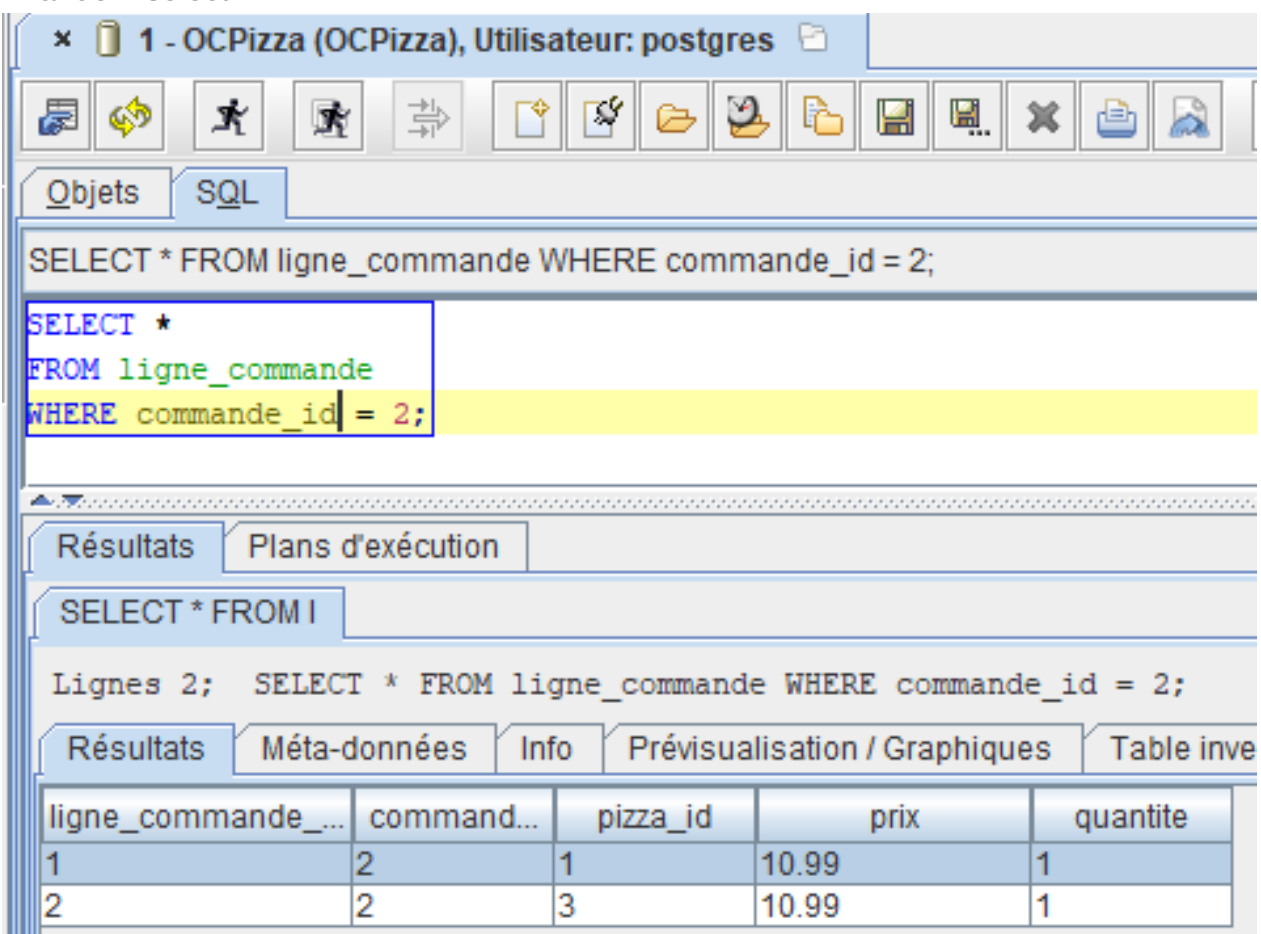 1 - OCPizza (OCPizza), Utilisateur: postgres
Objets SQL
SELECT * FROM ligne_commande WHERE commande_id = 2;
SELECT *
FROM ligne_commande
WHERE commande_id = 2;
Résultats Plans d'exécution
SELECT * FROM l
Lignes 2; SELECT * FROM ligne_commande WHERE commande_id = 2;
Résultats Méta-données Info Prévisualisation / Graphiques Table inve
ligne_commande_... command... pizza_id prix quantite
1 2 1 10.99 1
2 2 3 10.99 1